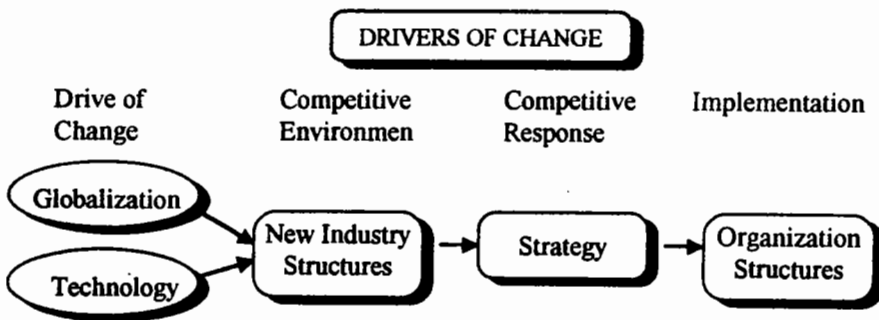 DRIVERS OF CHANGE
Drive of
Change
Competitive
Environmen
Competitive
Response
Implementation
Globalization
Technology
New Industry
Structures
Strategy
Organization
Structures